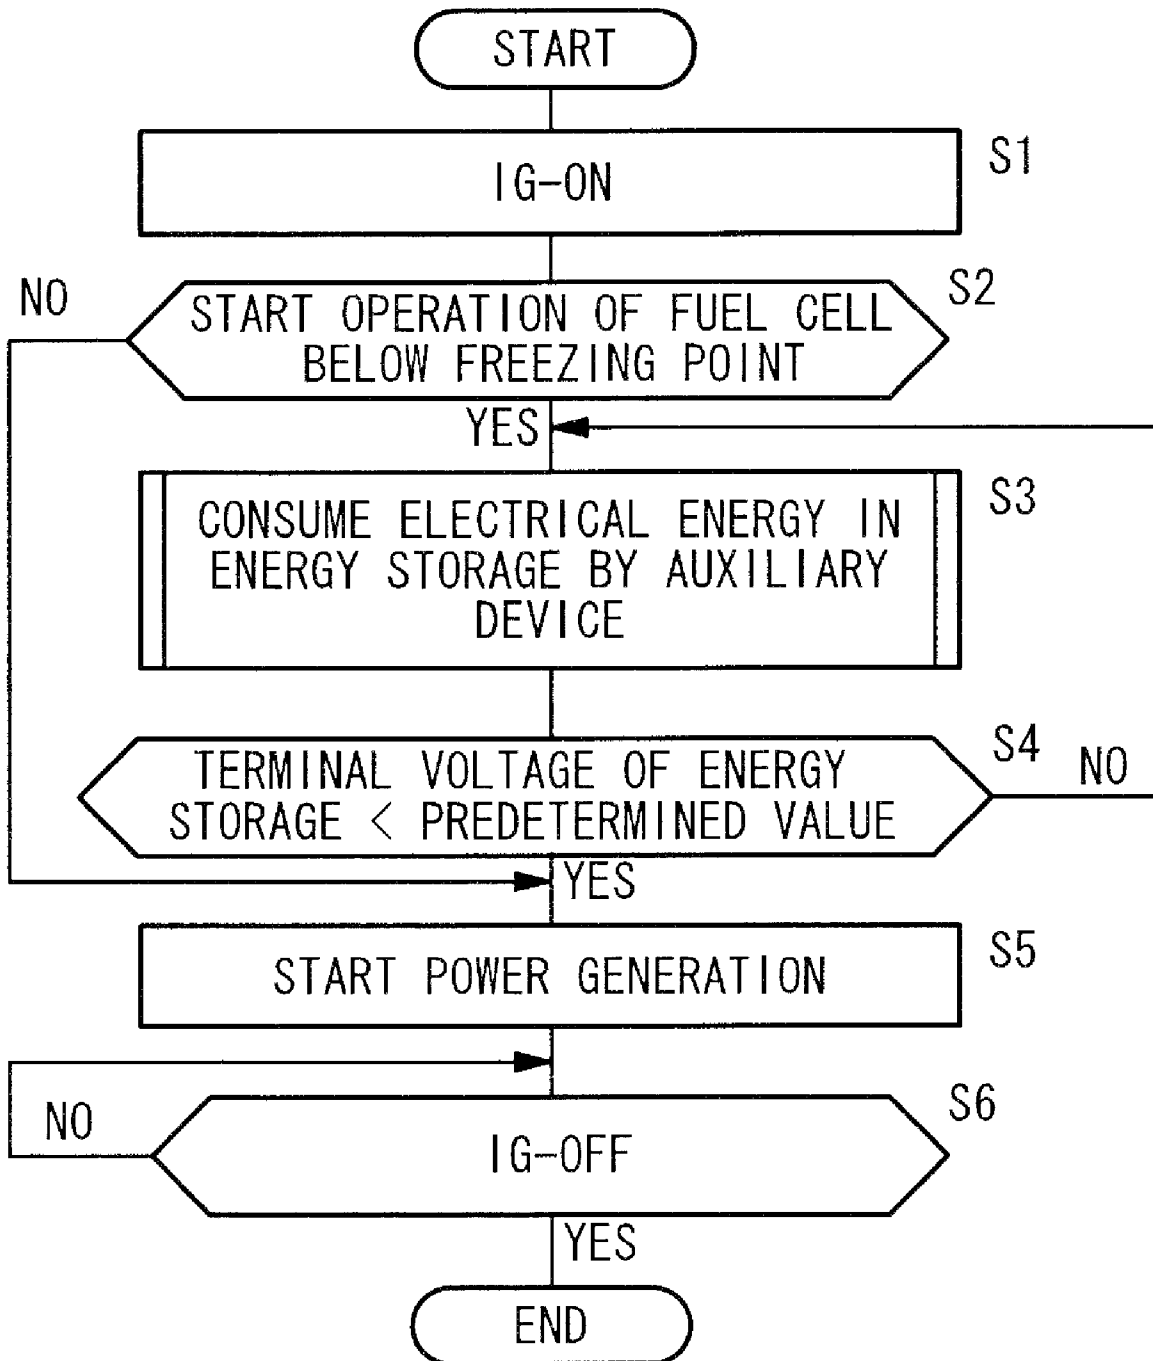 START
IG-ON
S1
NO
START OPERATION OF FUEL CELL
BELOW FREEZING POINT
S2
YES
CONSUME ELECTRICAL ENERGY IN
ENERGY STORAGE BY AUXILIARY
DEVICE
S3
TERMINAL VOLTAGE OF ENERGY
STORAGE < PREDETERMINED VALUE
S4
NO
YES
START POWER GENERATION
S5
NO
IG-OFF
S6
YES
END